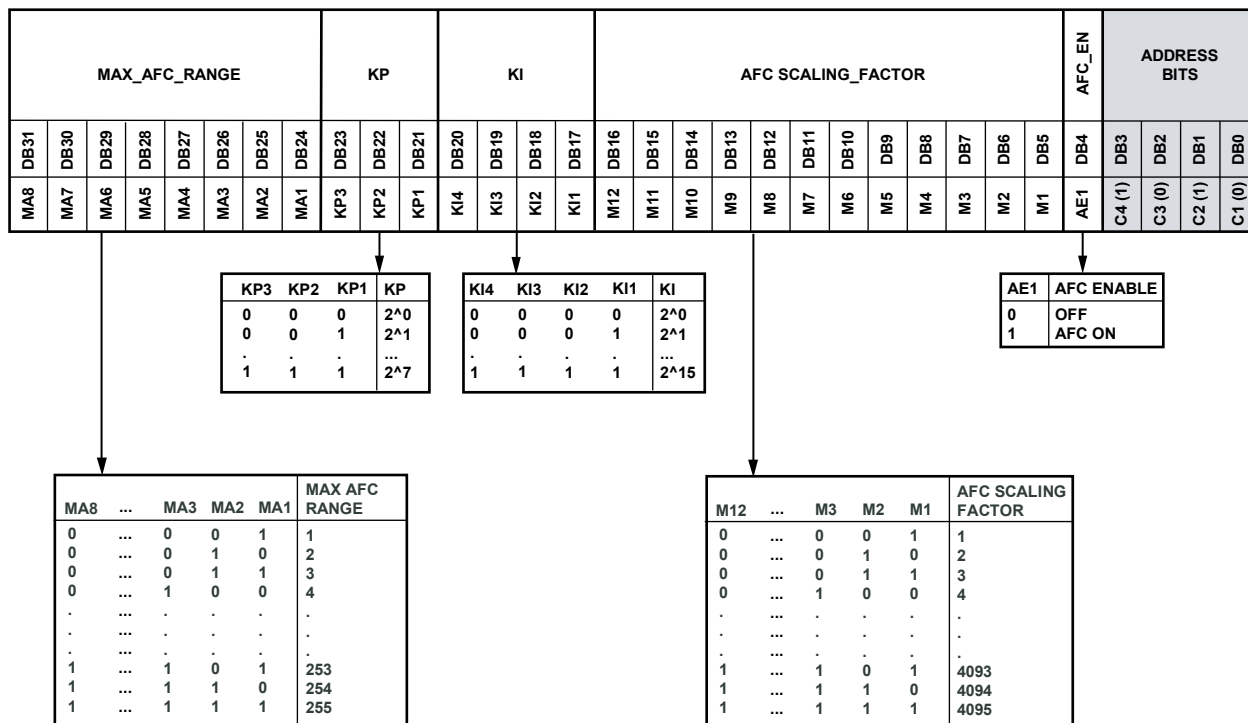 MAX_AFC_RANGE KP KI AFC SCALING_FACTOR AFC_EN ADDRESS
BITS
DB31 DB30 DB29 DB28 DB27 DB26 DB25 DB24 DB23 DB22 DB21 DB20 DB19 DB18 DB17 DB16 DB15 DB14 DB13 DB12 DB11 DB10 DB9 DB8 DB7 DB6 DB5 DB4 DB3 DB2 DB1 DB0
MA8 MA7 MA6 MA5 MA4 MA3 MA2 MA1 KP3 KP2 KP1 KI4 KI3 KI2 KI1 M12 M11 M10 M9 M8 M7 M6 M5 M4 M3 M2 M1 AE1 C4 (1) C3 (0) C2 (1) C1 (0)
KP3 KP2 KP1 KP
0 0 0 2^0
0 0 1 2^1
. . . ...
1 1 1 2^7
KI4 KI3 KI2 KI1 KI
0 0 0 0 2^0
0 0 0 1 2^1
. . . . ...
1 1 1 1 2^15
AE1 AFC ENABLE
0 OFF
1 AFC ON
MA8 ... MA3 MA2 MA1 MAX AFC
RANGE
0 ... 0 0 1 1
0 ... 0 1 0 2
0 ... 0 1 1 3
0 ... 1 0 0 4
. ... . . . .
. ... . . . .
. ... . . . .
1 ... 1 0 1 253
1 ... 1 1 0 254
1 ... 1 1 1 255
M12 ... M3 M2 M1 AFC SCALING
FACTOR
0 ... 0 0 1 1
0 ... 0 1 0 2
0 ... 0 1 1 3
0 ... 1 0 0 4
. ... . . . .
. ... . . . .
. ... . . . .
1 ... 1 0 1 4093
1 ... 1 1 0 4094
1 ... 1 1 1 4095